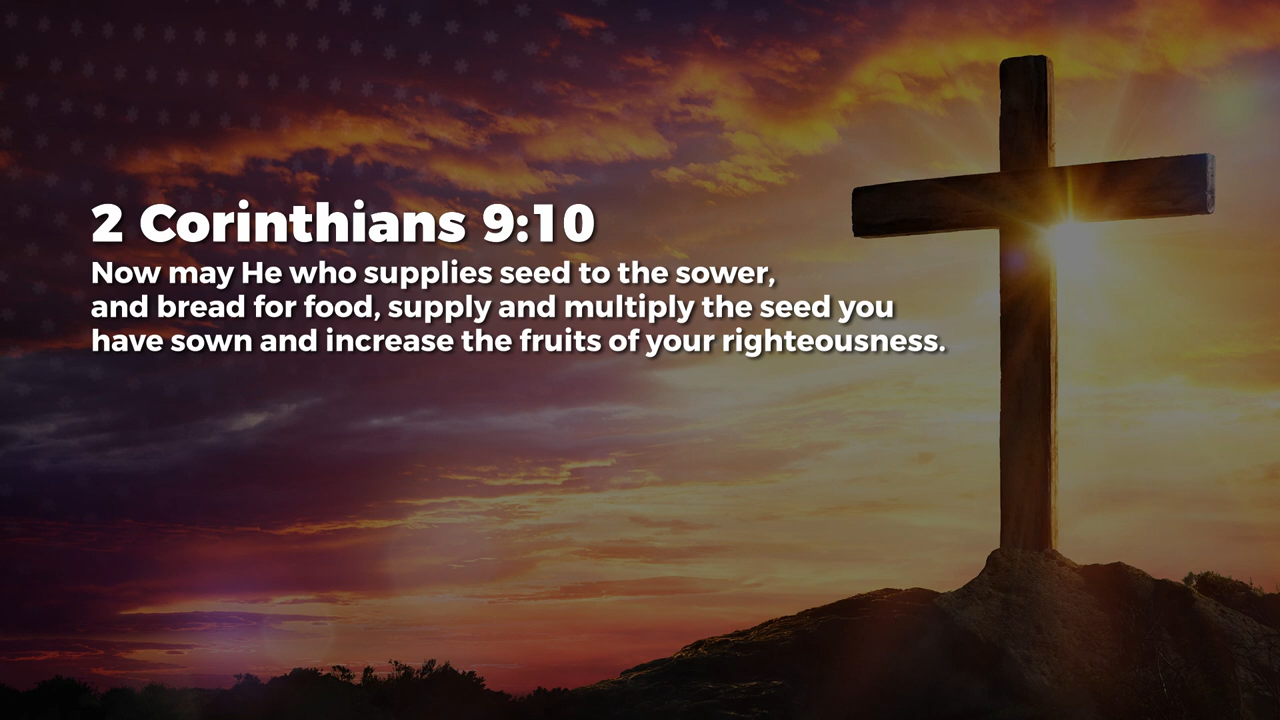 2 Corinthians 9:10
Now may He who supplies seed to the sower,
and bread for food, supply and multiply the seed you
have sown and increase the fruits of your righteousness.